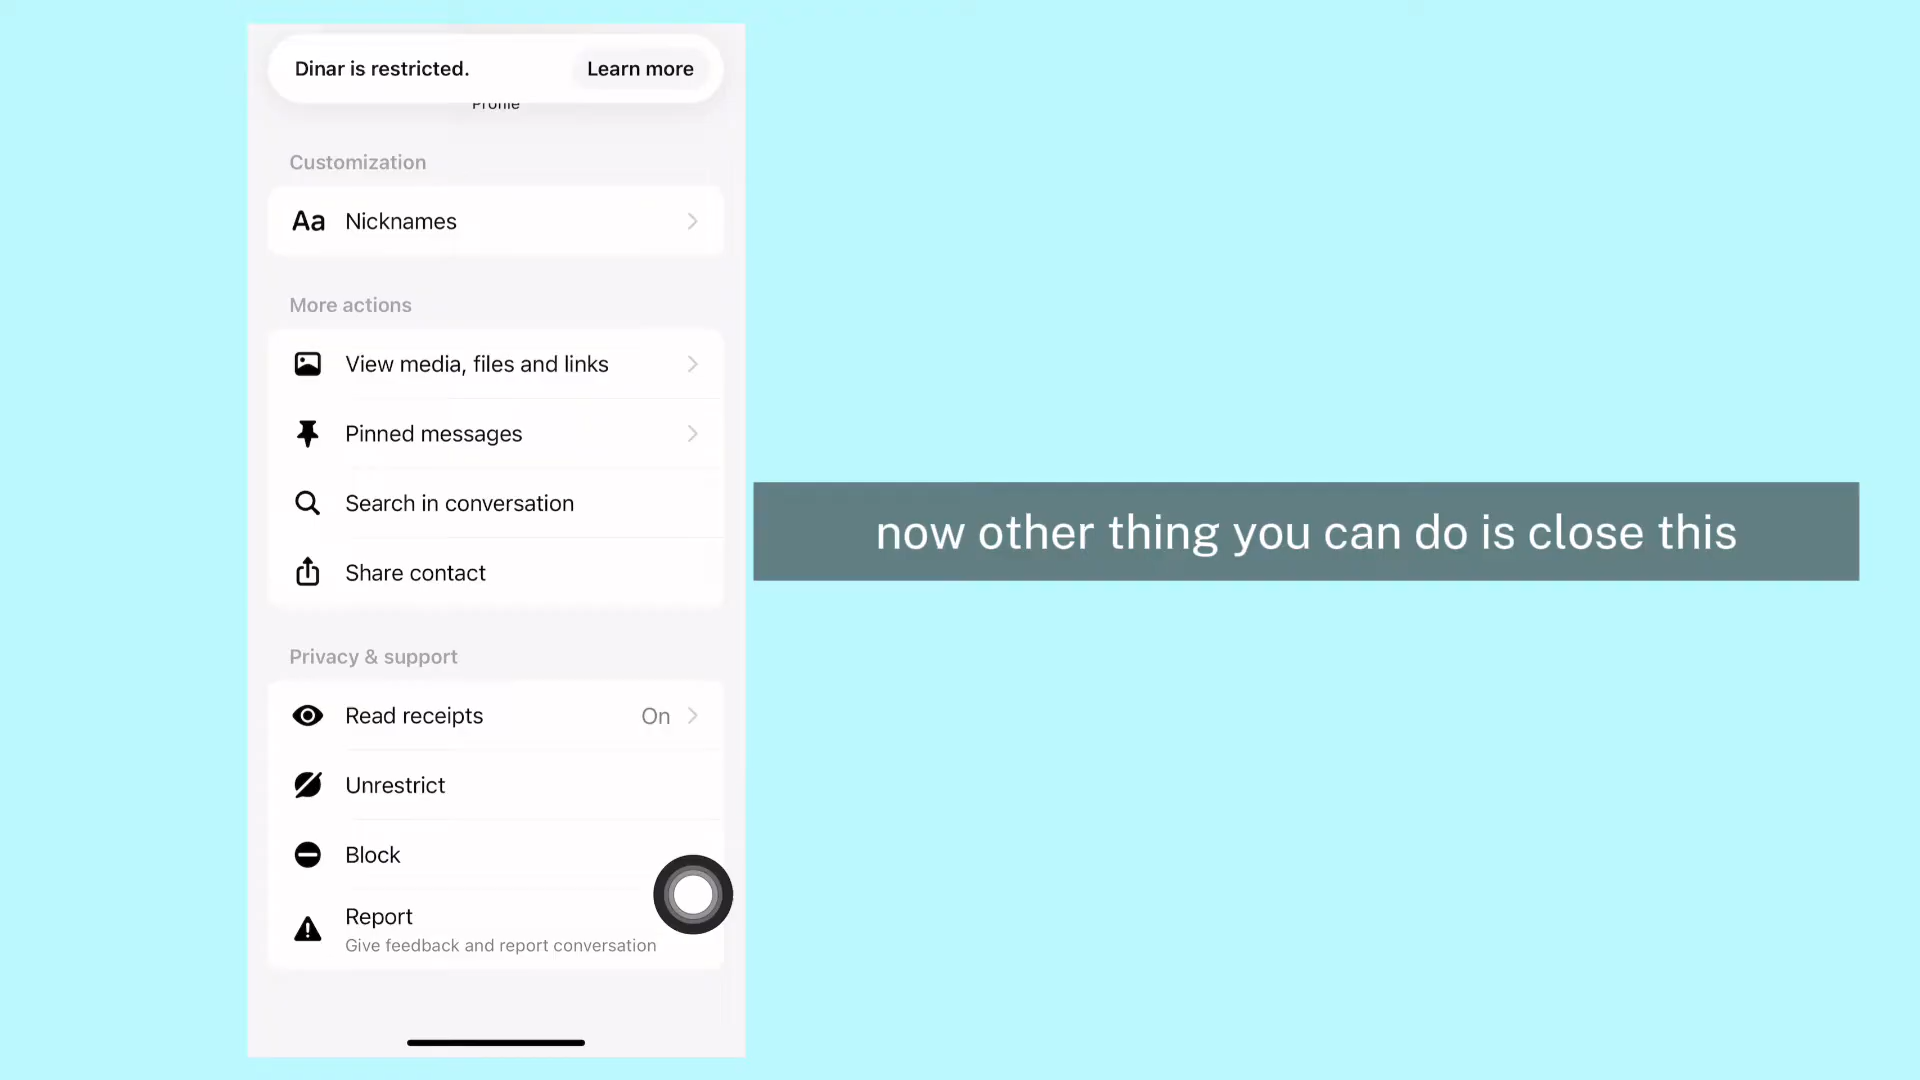 Dinar is restricted.
Learn more
Profile
Customization
Aa Nicknames
More actions
View media, files and links
Pinned messages
Search in conversation
Share contact
Privacy & support
Read receipts On
Unrestrict
Block
Report
Give feedback and report conversation
now other thing you can do is close this